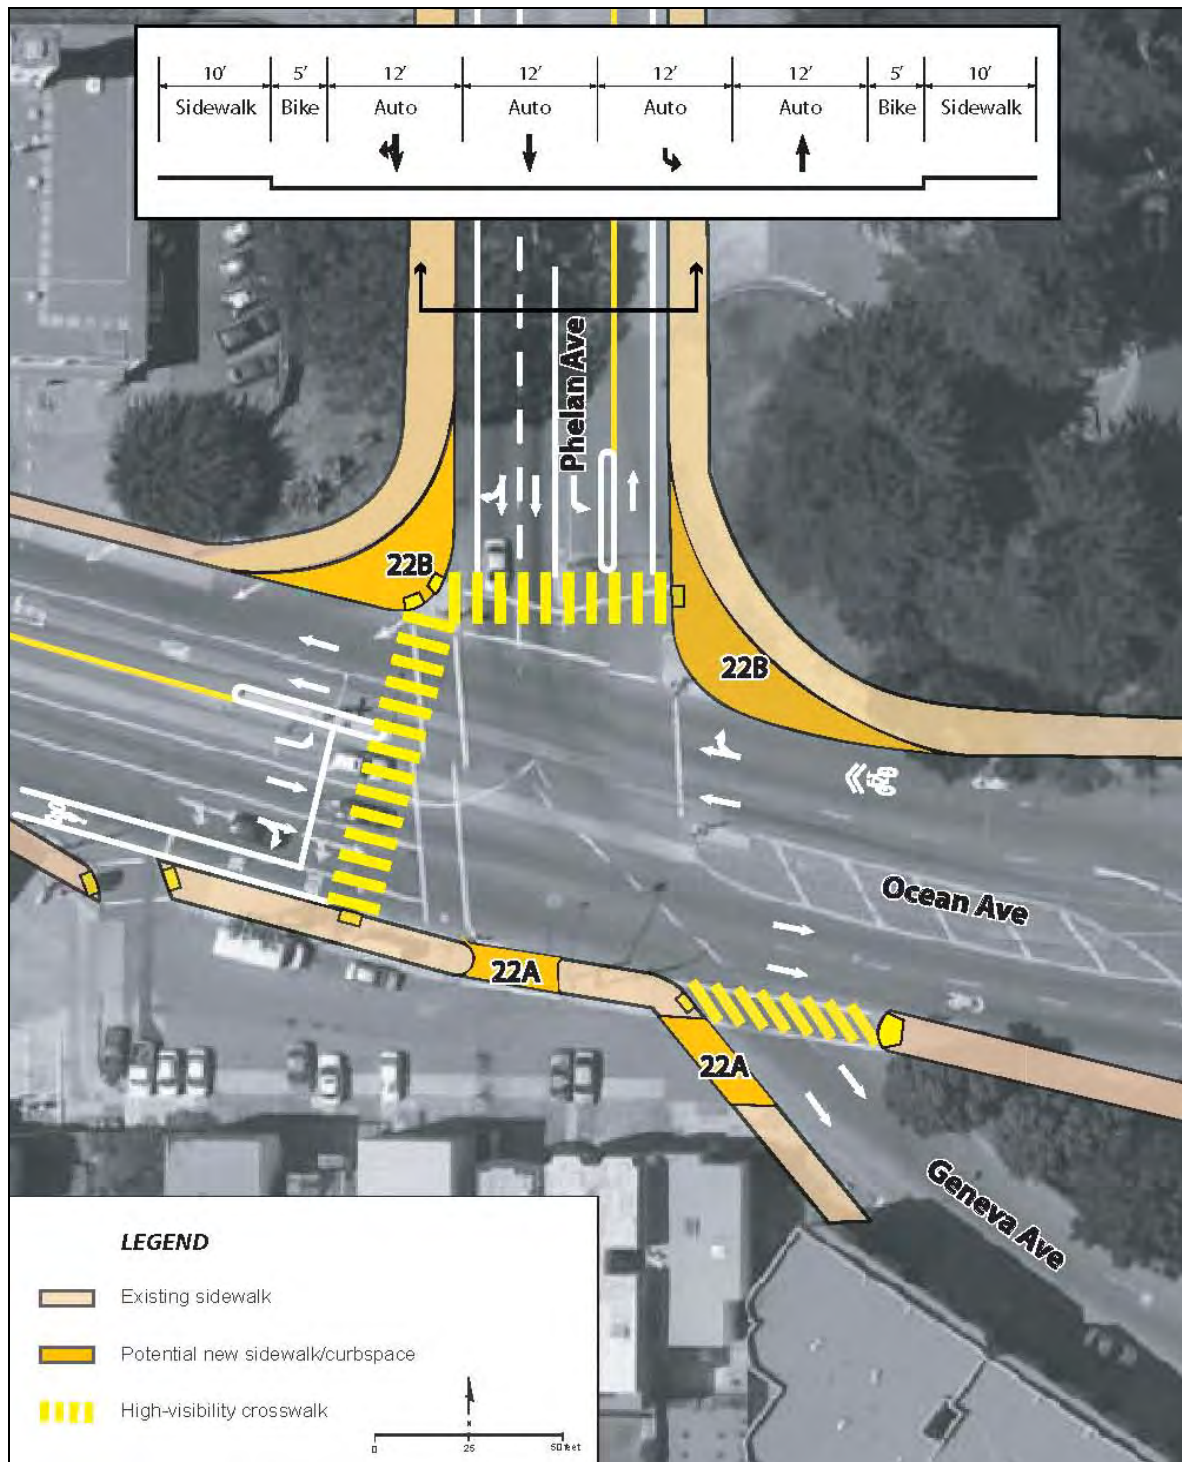 10' 5' 12' 12' 12' 12' 5' 10'
Sidewalk Bike Auto Auto Auto Auto Bike Sidewalk
Phelan Ave
22B
22B
Ocean Ave
22A
22A
Geneva Ave
LEGEND
Existing sidewalk
Potential new sidewalk/curbspace
High-visibility crosswalk
0 25 50 feet